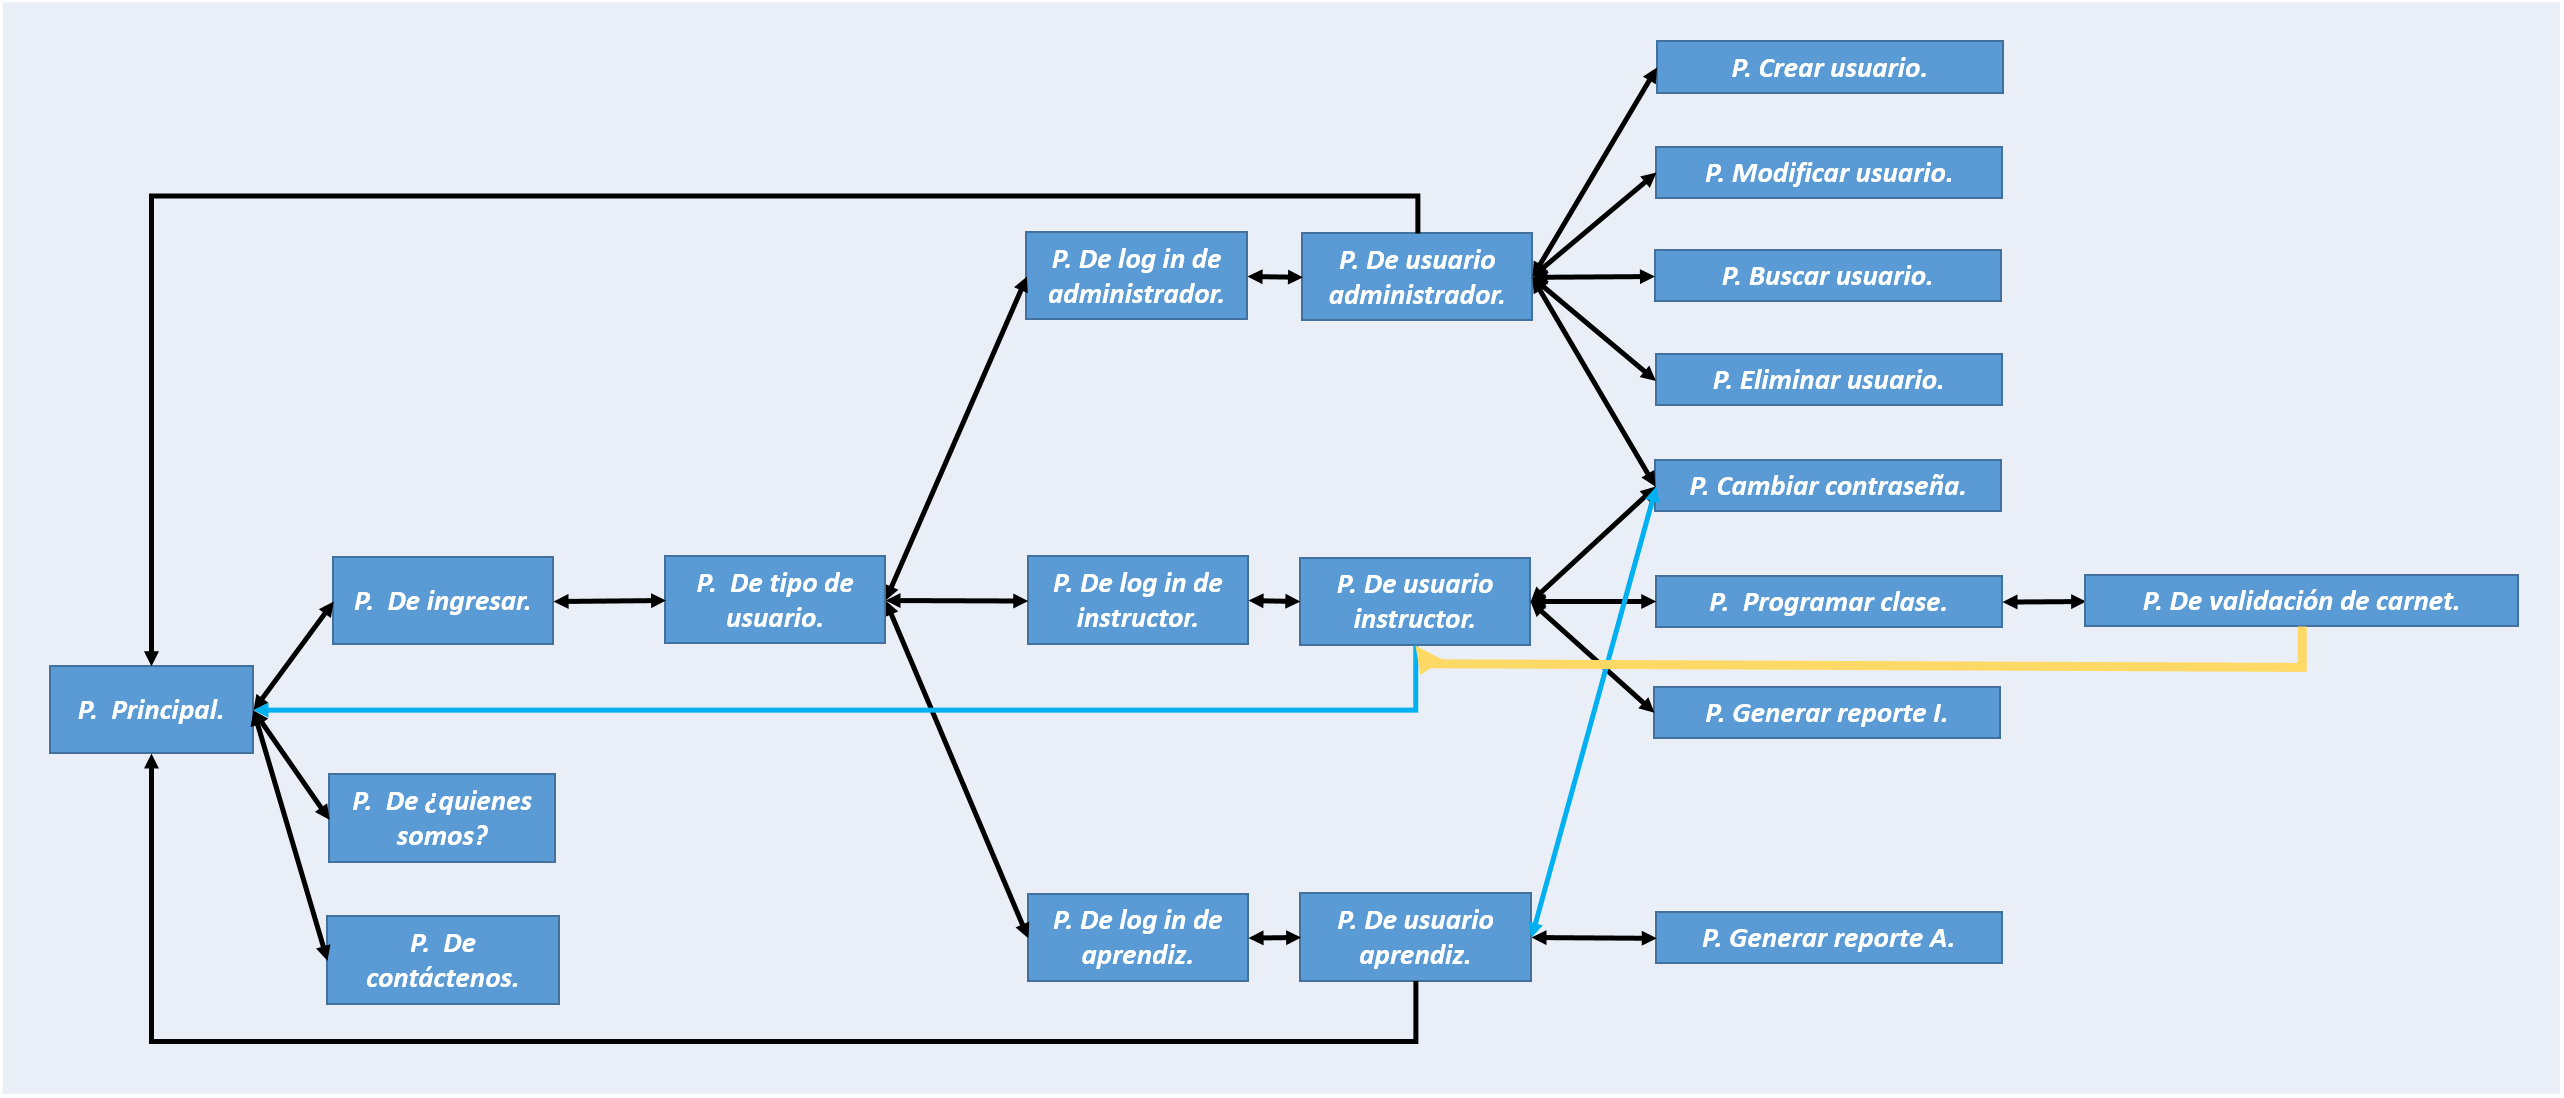 P. Crear usuario.
P. Modificar usuario.
P. De log in de
administrador.
P. De usuario
administrador.
P. Buscar usuario.
P. Eliminar usuario.
P. Cambiar contraseña.
P. De ingresar.
P. De tipo de
usuario.
P. De log in de
instructor.
P. De usuario
instructor.
P. Programar clase.
P. De validación de carnet.
P. Principal.
P. Generar reporte I.
P. De ¿quienes
somos?
P. De
contáctenos.
P. De log in de
aprendiz.
P. De usuario
aprendiz.
P. Generar reporte A.